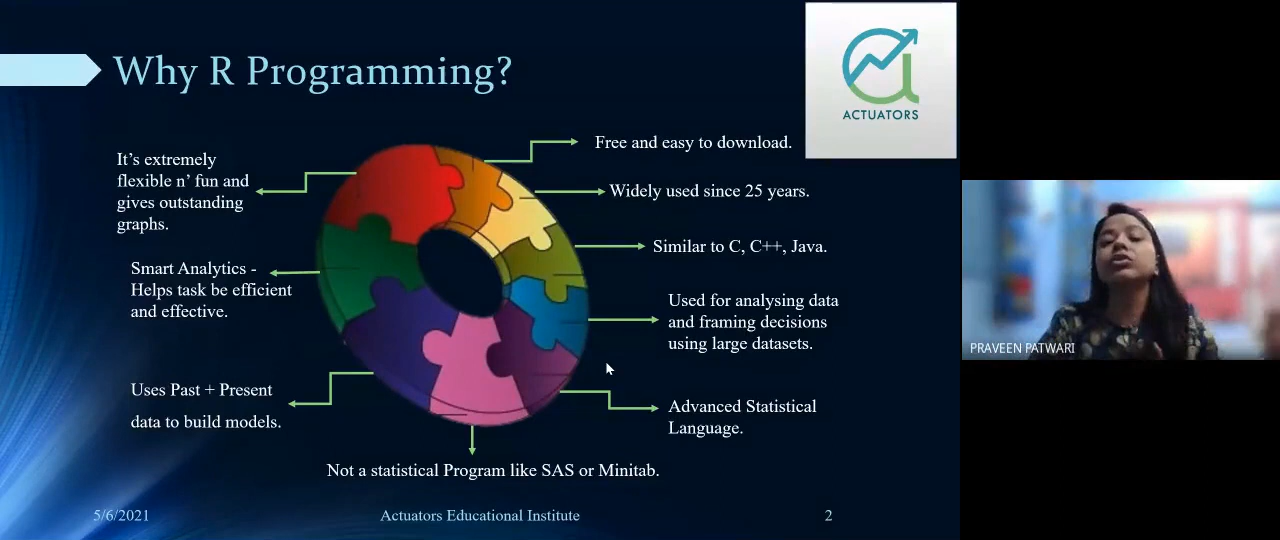 Why R Programming?
ACTUATORS
It's extremely
flexible n' fun and
gives outstanding
graphs.
Smart Analytics -
Helps task be efficient
and effective.
Uses Past + Present
data to build models.
Free and easy to download.
Widely used since 25 years.
Similar to C, C++, Java.
Used for analysing data
and framing decisions
using large datasets.
Advanced Statistical
Language.
Not a statistical Program like SAS or Minitab.
5/6/2021
Actuators Educational Institute
2
PRAVEEN PATWARI